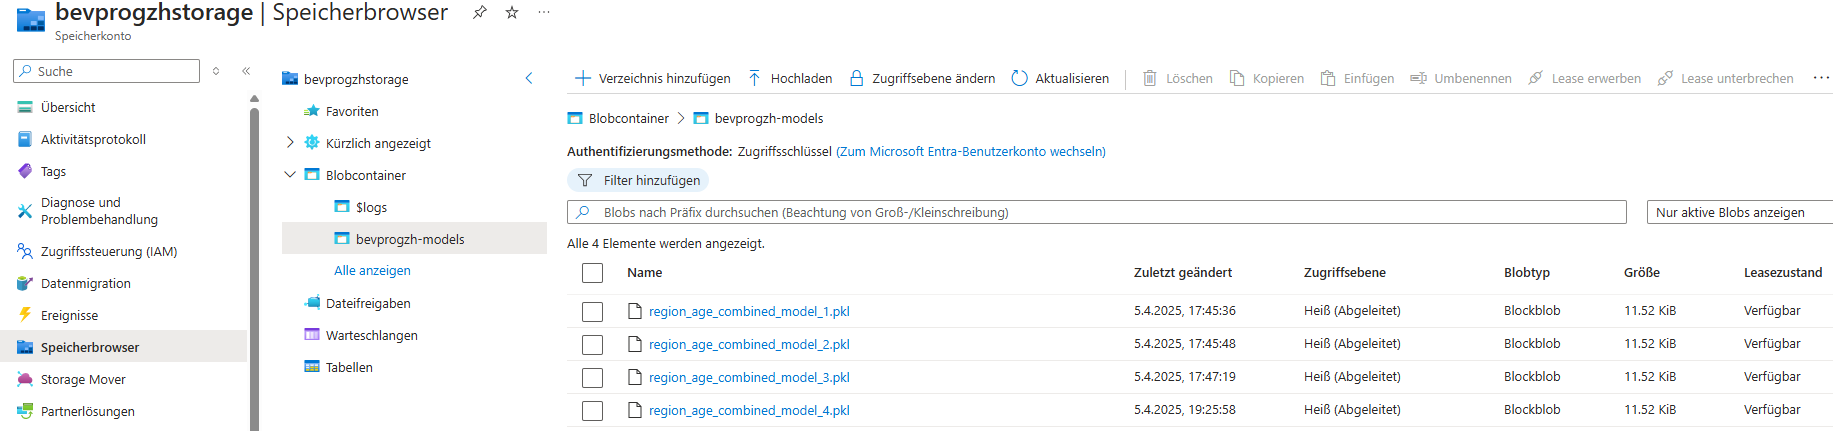 bevprogzhstorage | Speicherbrowser
Speicherkonto
Suche
Übersicht
Aktivitätsprotokoll
Tags
Diagnose und
Problembehandlung
Zugriffssteuerung (IAM)
Datenmigration
Ereignisse
Speicherbrowser
Storage Mover
Partnerlösungen
bevprogzhstorage
Favoriten
Kürzlich angezeigt
Blobcontainer
$logs
bevprogzh-models
Alle anzeigen
Dateifreigaben
Warteschlangen
Tabellen
Verzeichnis hinzufügen Hochladen Zugriffsebene ändern Aktualisieren Löschen Kopieren Einfügen Umbenennen Lease erwerben Lease unterbrechen
Blobcontainer > bevprogzh-models
Authentifizierungsmethode: Zugriffsschlüssel (Zum Microsoft Entra-Benutzerkonto wechseln)
Filter hinzufügen
Blobs nach Präfix durchsuchen (Beachtung von Groß-/Kleinschreibung) Nur aktive Blobs anzeigen
Alle 4 Elemente werden angezeigt.
Name Zuletzt geändert Zugriffsebene Blobtyp Größe Leasezustand
region_age_combined_model_1.pkl 5.4.2025, 17:45:36 Heiß (Abgeleitet) Blockblob 11.52 KiB Verfügbar
region_age_combined_model_2.pkl 5.4.2025, 17:45:48 Heiß (Abgeleitet) Blockblob 11.52 KiB Verfügbar
region_age_combined_model_3.pkl 5.4.2025, 17:47:19 Heiß (Abgeleitet) Blockblob 11.52 KiB Verfügbar
region_age_combined_model_4.pkl 5.4.2025, 19:25:58 Heiß (Abgeleitet) Blockblob 11.52 KiB Verfügbar